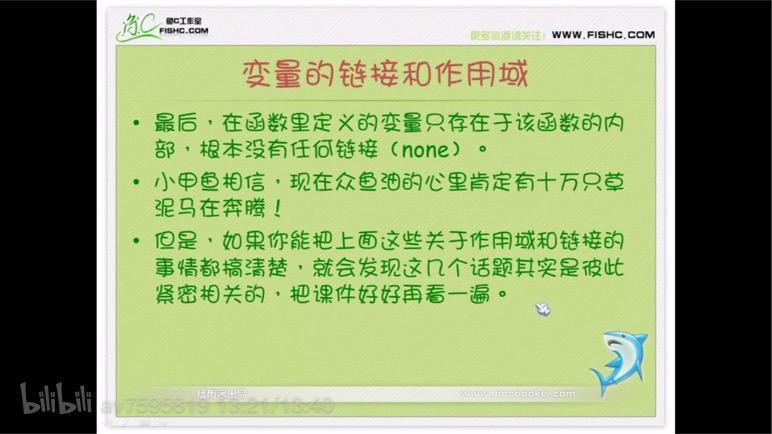 鱼C工作室
FISHC.COM
更多资源请关注：WWW.FISHC.COM
变量的链接和作用域
• 最后，在函数里定义的变量只存在于该函数的内
部，根本没有任何链接（none）。
• 小甲鱼相信，现在众鱼油的心里肯定有十万只草
泥马在奔腾！
• 但是，如果你能把上面这些关于作用域和链接的
事情都搞清楚，就会发现这几个话题其实是彼此
紧密相关的，把课件好好再看一遍。
bilibili av7595819 13:21/13:40